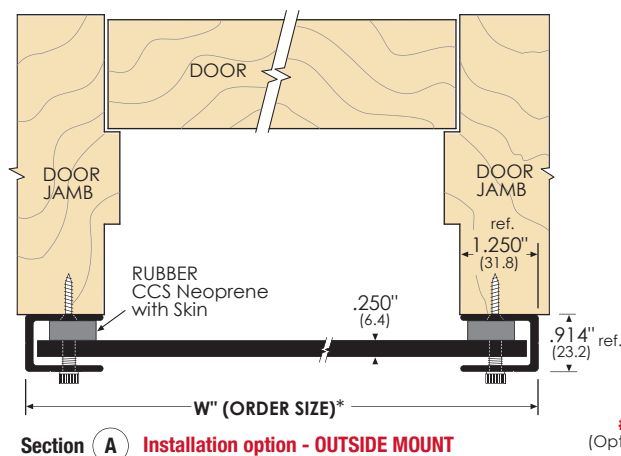 DOOR
DOOR
JAMB
DOOR
JAMB
ref.
1.250"
(31.8)
RUBBER
CCS Neoprene
with Skin
.250"
(6.4)
.914" ref.
(23.2)
W" (ORDER SIZE)*
Section A Installation option - OUTSIDE MOUNT